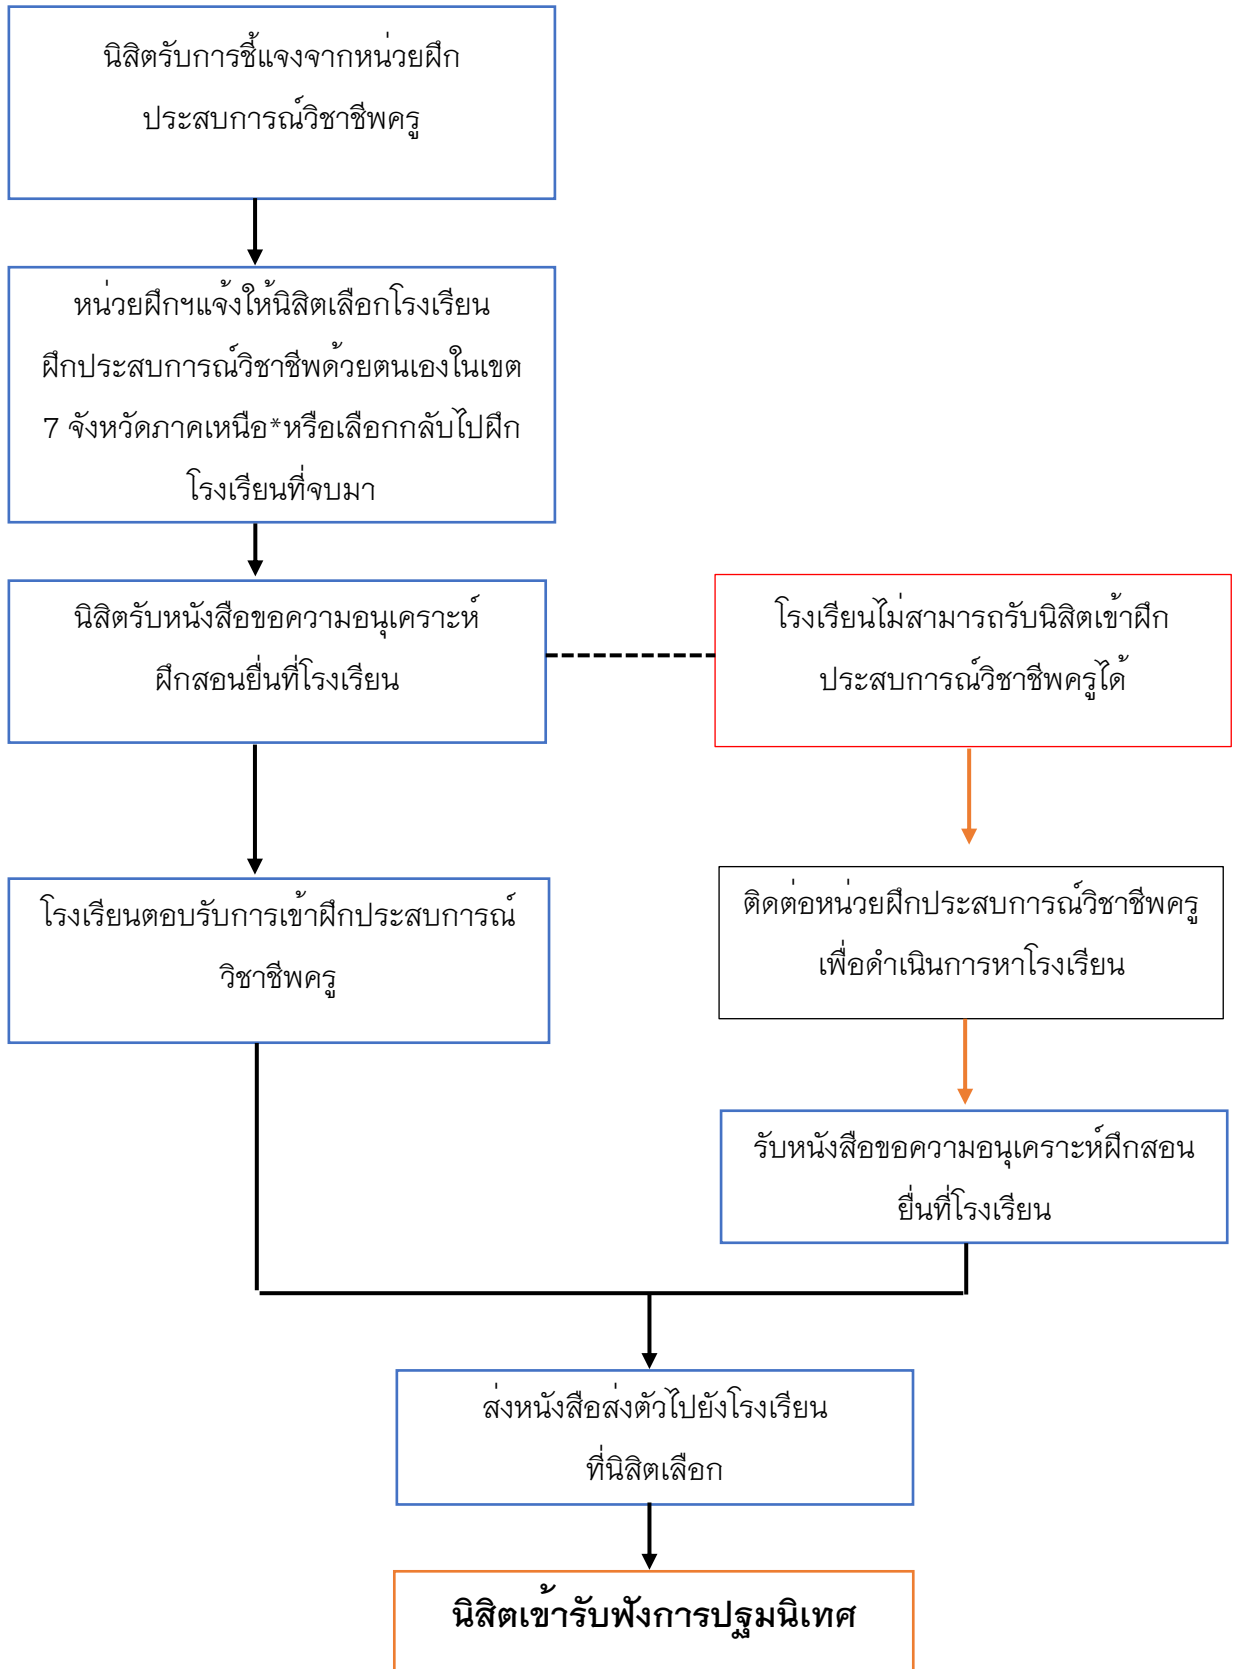 นิสิตรับการชี้แจงจากหน่วยฝึก
ประสบการณ์วิชาชีพครู
หน่วยฝึกฯแจ้งให้นิสิตเลือกโรงเรียน
ฝึกประสบการณ์วิชาชีพด้วยตนเองในเขต
7 จังหวัดภาคเหนือ*หรือเลือกกลับไปฝึก
โรงเรียนที่จบมา
นิสิตรับหนังสือขอความอนุเคราะห์
ฝึกสอนยื่นที่โรงเรียน
โรงเรียนไม่สามารถรับนิสิตเข้าฝึก
ประสบการณ์วิชาชีพครูได้
โรงเรียนตอบรับการเข้าฝึกประสบการณ์
วิชาชีพครู
ติดต่อหน่วยฝึกประสบการณ์วิชาชีพครู
เพื่อดำเนินการหาโรงเรียน
รับหนังสือขอความอนุเคราะห์ฝึกสอน
ยื่นที่โรงเรียน
ส่งหนังสือส่งตัวไปยังโรงเรียน
ที่นิสิตเลือก
นิสิตเข้ารับฟังการปฐมนิเทศ